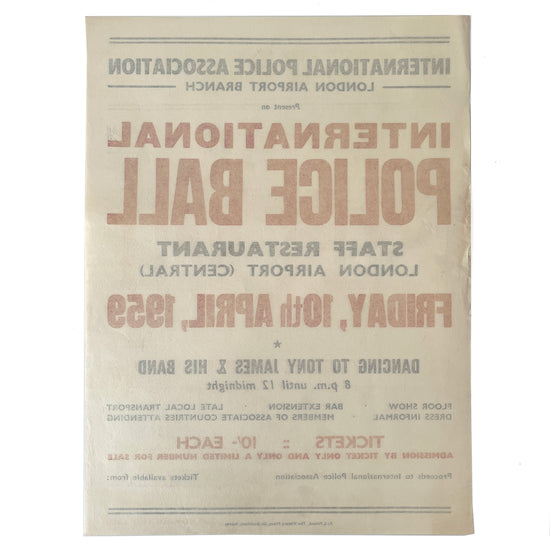 INTERNATIONAL POLICE ASSOCIATION
LONDON AIRPORT BRANCH
Present an
INTERNATIONAL
POLICE BALL
STAFF RESTAURANT
LONDON AIRPORT (CENTRAL)
FRIDAY, 10th APRIL, 1959
★
DANCING TO TONY JAMES & HIS BAND
8 p.m. until 12 midnight
FLOOR SHOW BAR EXTENSION LATE LOCAL TRANSPORT
DRESS INFORMAL MEMBERS OF ASSOCIATE COUNTRIES ATTENDING
TICKETS :: 10/- EACH
ADMISSION BY TICKET ONLY AND ONLY A LIMITED NUMBER FOR SALE
Proceeds to International Police Association Tickets available from: